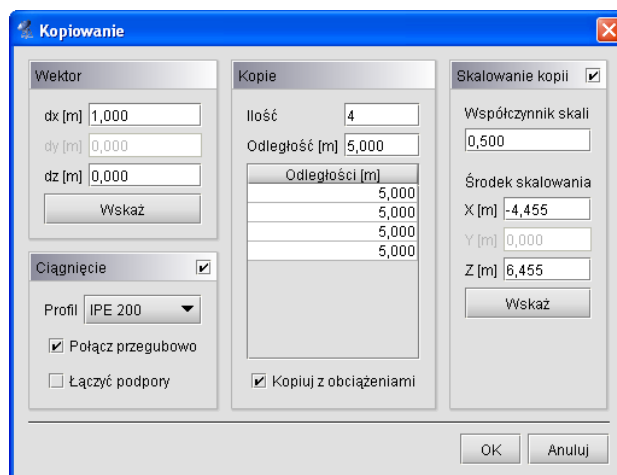 Kopiowanie
Wektor
dx [m] 1,000
dy [m] 0,000
dz [m] 0,000
Wskaż
Ciągnięcie
Profil IPE 200
Połącz przegubowo
Łączyć podpory
Kopie
Ilość 4
Odległość [m] 5,000
Odległości [m]
5,000
5,000
5,000
5,000
Kopiuj z obciążeniami
Skalowanie kopii
Współczynnik skali
0,500
Środek skalowania
X [m] -4,455
Y [m] 0,000
Z [m] 6,455
Wskaż
OK Anuluj